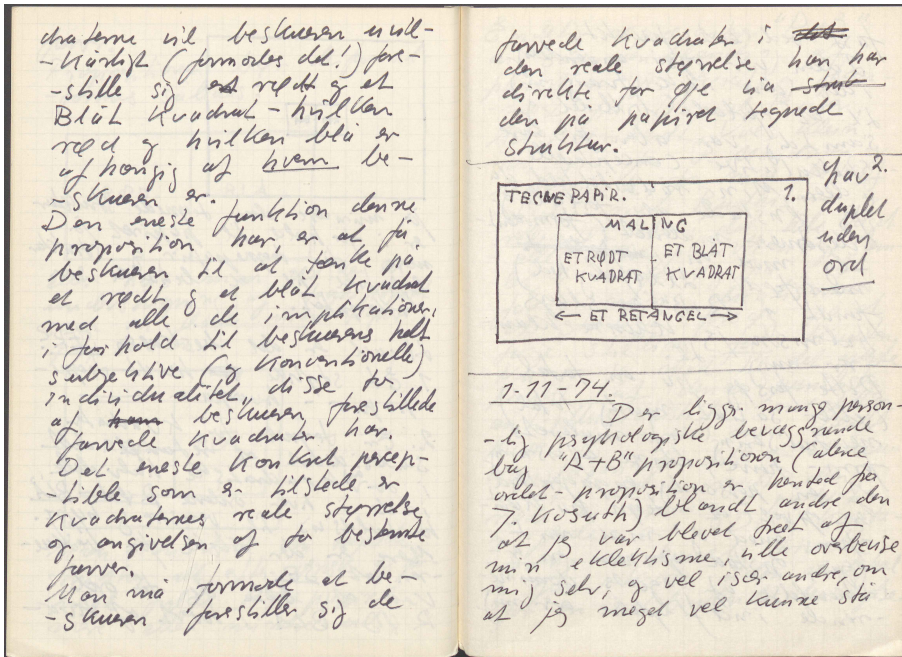 draterne vil beskueren uvil-
-kårligt (formodes det!) fore-
-stille sig et rødt og et
Blåt Kvadrat - hvilken
rød og hvilken blå er
afhængig af hvem be-
-skueren er.
Den eneste funktion denne
proposition har, er at få
beskueren til at tænke på
et rødt og et blåt kvadrat
med alle de implikationer,
i forhold til beskuerens helt
subjektive (og konventionelle)
individualitet, disse to
af beskueren forestillede
farvede kvadrater har.
Det eneste Konkret percep-
-tible som er tilstede er
Kvadraternes reale størrelse
og angivelsen af to bestemte
farver.
Man må formode at be-
-skueren forestiller sig de
farvede Kvadrater i
den reale størrelse han har
direkte for øje via
den på papiret tegnede
struktur.
TEGNEPAPIR. 1.
MALING
ET RØDT KVADRAT
ET BLÅT KVADRAT
← ET RETANGEL →
hav 2.
duplet
uden
ord
1-11-74.
Der ligger mange person-
-lig psykologiske bevæggrunde
bag "A+B" propositionen (alene
ordet - proposition er hentet fra
J. Kosuth) blandt andre den
at jeg var blevet træt af
min eklektisme, ville overbevise
mig selv, og vel især andre, om
at jeg meget vel kunne stå